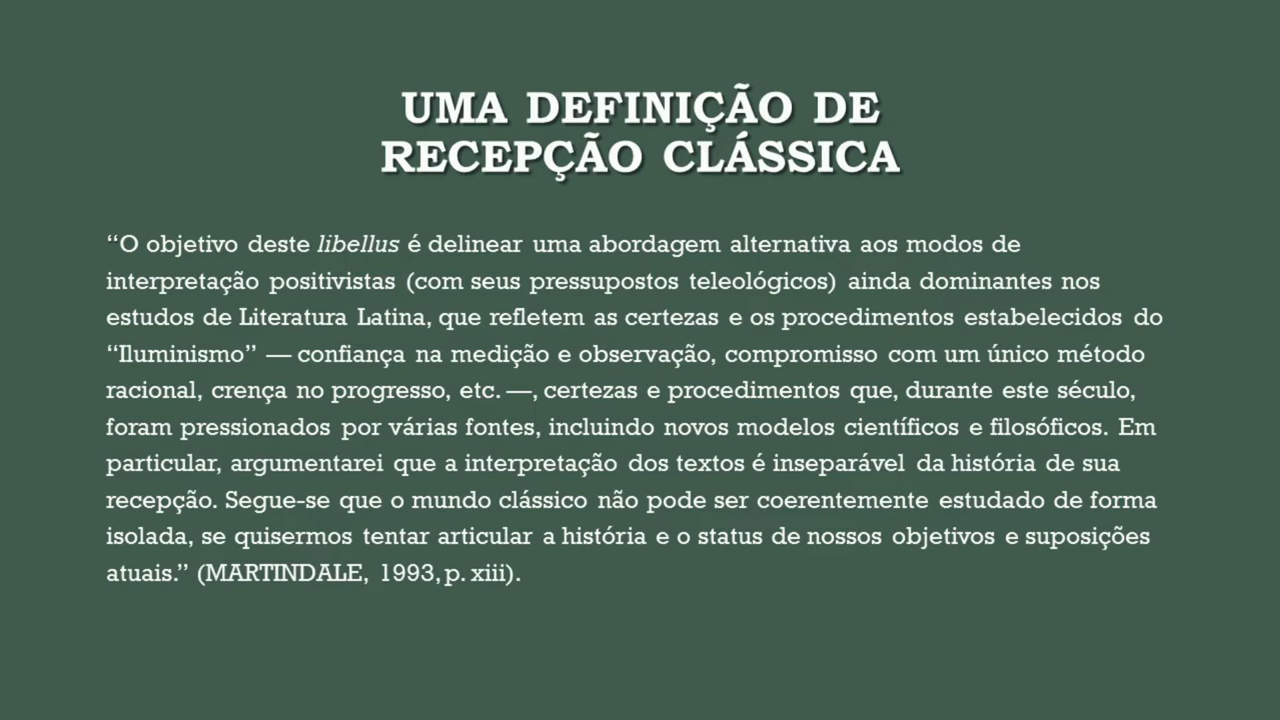 UMA DEFINIÇÃO DE
RECEPÇÃO CLÁSSICA
“O objetivo deste libellus é delinear uma abordagem alternativa aos modos de
interpretação positivistas (com seus pressupostos teleológicos) ainda dominantes nos
estudos de Literatura Latina, que refletem as certezas e os procedimentos estabelecidos do
“Iluminismo” — confiança na medição e observação, compromisso com um único método
racional, crença no progresso, etc. —, certezas e procedimentos que, durante este século,
foram pressionados por várias fontes, incluindo novos modelos científicos e filosóficos. Em
particular, argumentarei que a interpretação dos textos é inseparável da história de sua
recepção. Segue-se que o mundo clássico não pode ser coerentemente estudado de forma
isolada, se quisermos tentar articular a história e o status de nossos objetivos e suposições
atuais.” (MARTINDALE, 1993, p. xiii).